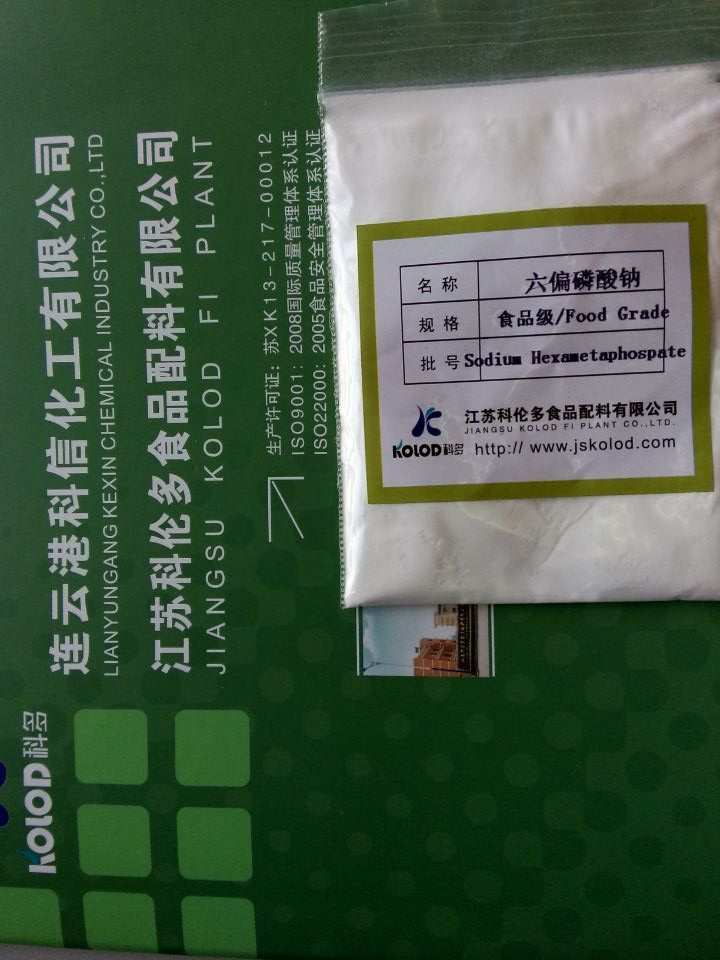 连云港科信化工有限公司
LIANYUNGANG KEXIN CHEMICAL INDUSTRY CO.,LTD
江苏科伦多食品配料有限公司
JIANGSU KOLOD FI PLANT
生产许可证：苏XK13-217-00012
ISO9001：2008国际质量管理体系认证
ISO22000：2005食品安全管理体系认证
KOLOD科多
名称 六偏磷酸钠
规格 食品级/Food Grade
批号 Sodium Hexametaphospate
江苏科伦多食品配料有限公司
JIANGSU KOLOD FI PLANT CO.,LTD.
KOLOD科多 http:// www.jskolod.com